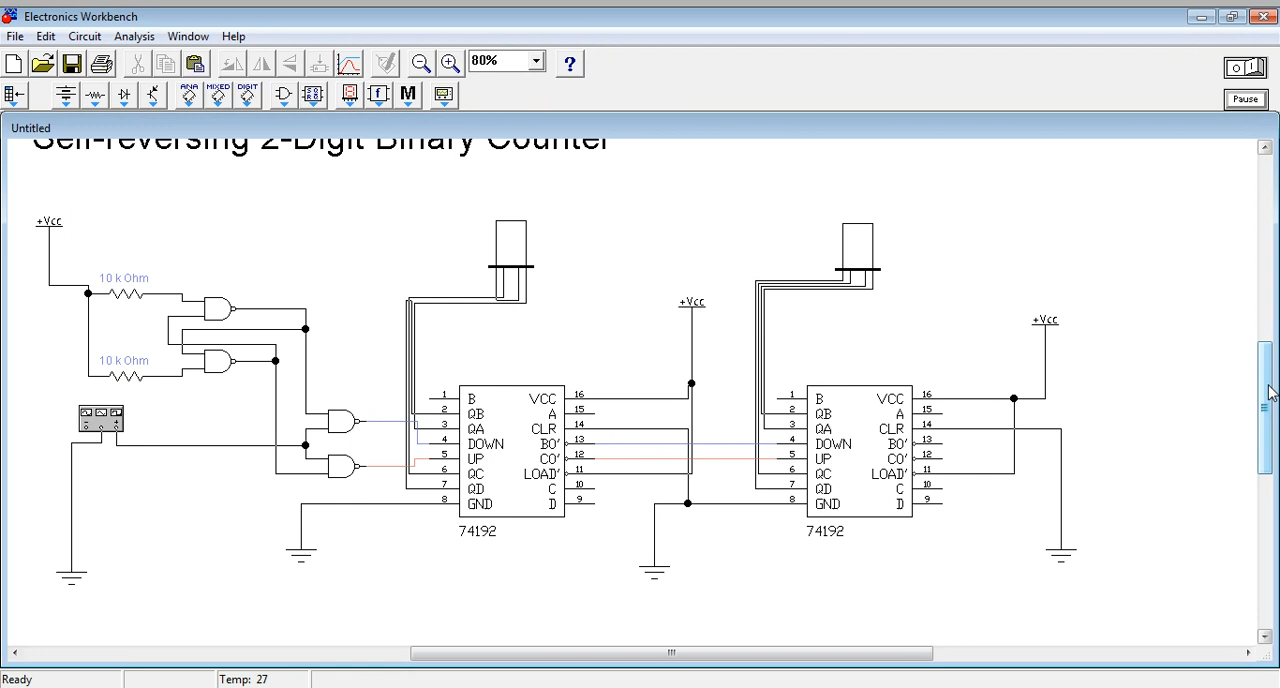 Electronics Workbench
File Edit Circuit Analysis Window Help
80%
?
ANA MIXED DIGIT
M
Pause
Untitled
Self-reversing 2-Digit Binary Counter
+Vcc
10 k Ohm
10 k Ohm
+Vcc
+Vcc
1 B VCC 16
2 QB A 15
3 QA CLR 14
4 DOWN BO' 13
5 UP CO' 12
6 QC LOAD' 11
7 QD C 10
8 GND D 9
74192
1 B VCC 16
2 QB A 15
3 QA CLR 14
4 DOWN BO' 13
5 UP CO' 12
6 QC LOAD' 11
7 QD C 10
8 GND D 9
74192
Ready Temp: 27